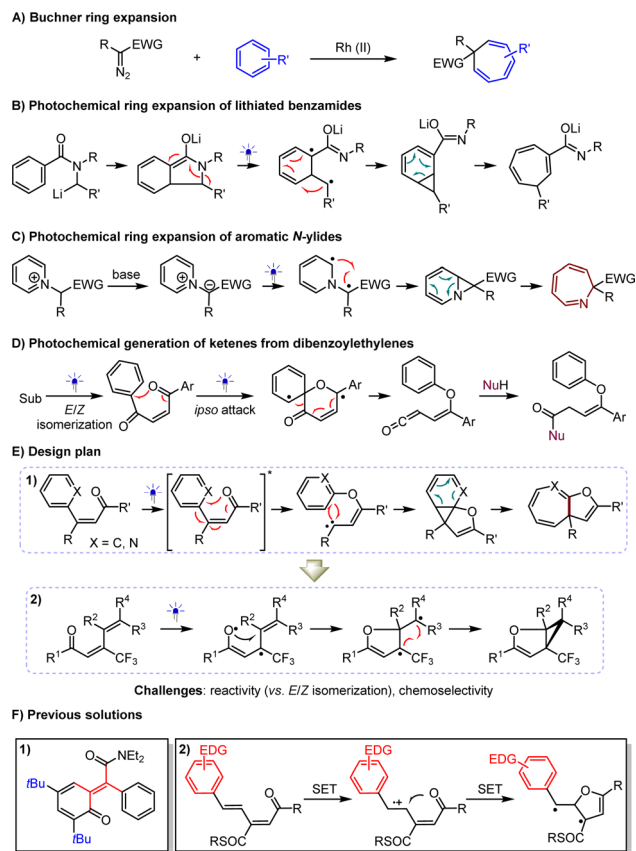 A) Buchner ring expansion
R EWG N2 + R' Rh (II) R EWG R'
B) Photochemical ring expansion of lithiated benzamides
O N R Li R' OLi N R R' OLi N R R' LiO N R R' OLi N R R'
C) Photochemical ring expansion of aromatic N-ylides
N EWG R base N EWG R N EWG R N EWG R N EWG R
D) Photochemical generation of ketenes from dibenzoylethylenes
Sub E/Z isomerization O Ar O ipso attack O Ar O O Ar O NuH O Ar O Nu
E) Design plan
1) X O R' R X = C, N X O R' R * X O R' R X O R' R X O R' R
2) O R1 R2 R4 R3 CF3 O R1 R2 R4 R3 CF3 O R1 R2 R4 R3 CF3 O R1 R2 R4 R3 CF3
Challenges: reactivity (vs. E/Z isomerization), chemoselectivity
F) Previous solutions
1) O NEt2 tBu O tBu
2) EDG O R RSOC SET EDG O R RSOC SET EDG O R RSOC